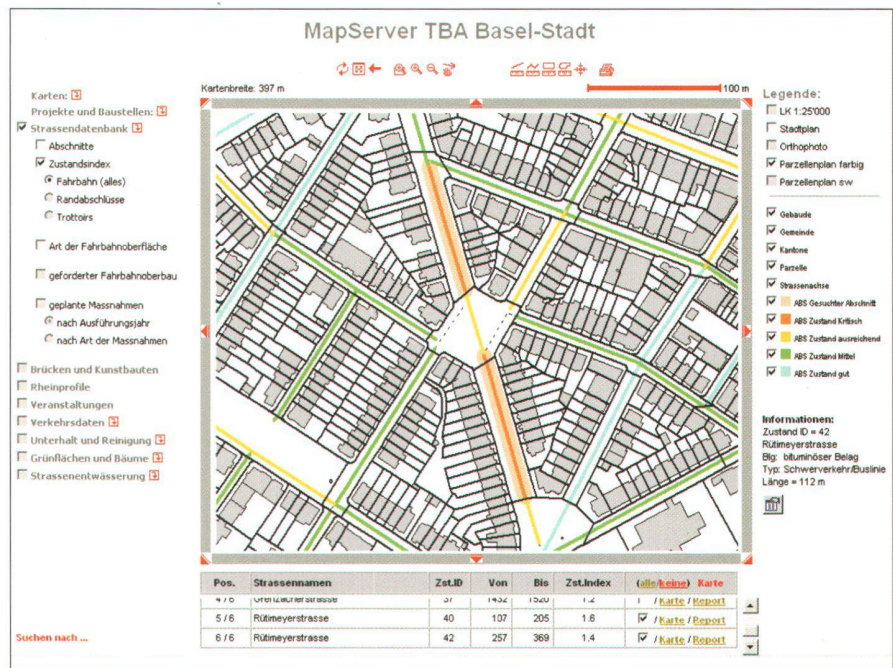 MapServer TBA Basel-Stadt
Kartenbreite: 397 m
100 m
Karten:
Projekte und Baustellen:
Strassendatenbank
Abschnitte
Zustandsindex
Fahrbahn (alles)
Randabschlüsse
Trottoirs
Art der Fahrbahnoberfläche
geforderter Fahrbahnoberbau
geplante Massnahmen
nach Ausführungsjahr
nach Art der Massnahmen
Brücken und Kunstbauten
Rheinprofile
Veranstaltungen
Verkehrsdaten
Unterhalt und Reinigung
Grünflächen und Bäume
Strassenentwässerung
Suchen nach ...
Legende:
LK 1:25'000
Stadtplan
Orthophoto
Parzellenplan farbig
Parzellenplan sw
Gebäude
Gemeinde
Kantone
Parzelle
Strassenachse
ABS Gesuchter Abschnitt
ABS Zustand Kritisch
ABS Zustand ausreichend
ABS Zustand Mittel
ABS Zustand gut
Informationen:
Zustand ID = 42
Rütimeyerstrasse
Blg: bituminöser Belag
Typ: Schwerverkehr/Buslinie
Länge = 112 m
Pos. Strassennamen Zst.ID Von Bis Zst.Index (alle/keine) Karte
4 / 6 Grenzacherstrasse 37 1432 1520 1.2 / Karte / Report
5 / 6 Rütimeyerstrasse 40 107 205 1.6 / Karte / Report
6 / 6 Rütimeyerstrasse 42 257 369 1.4 / Karte / Report